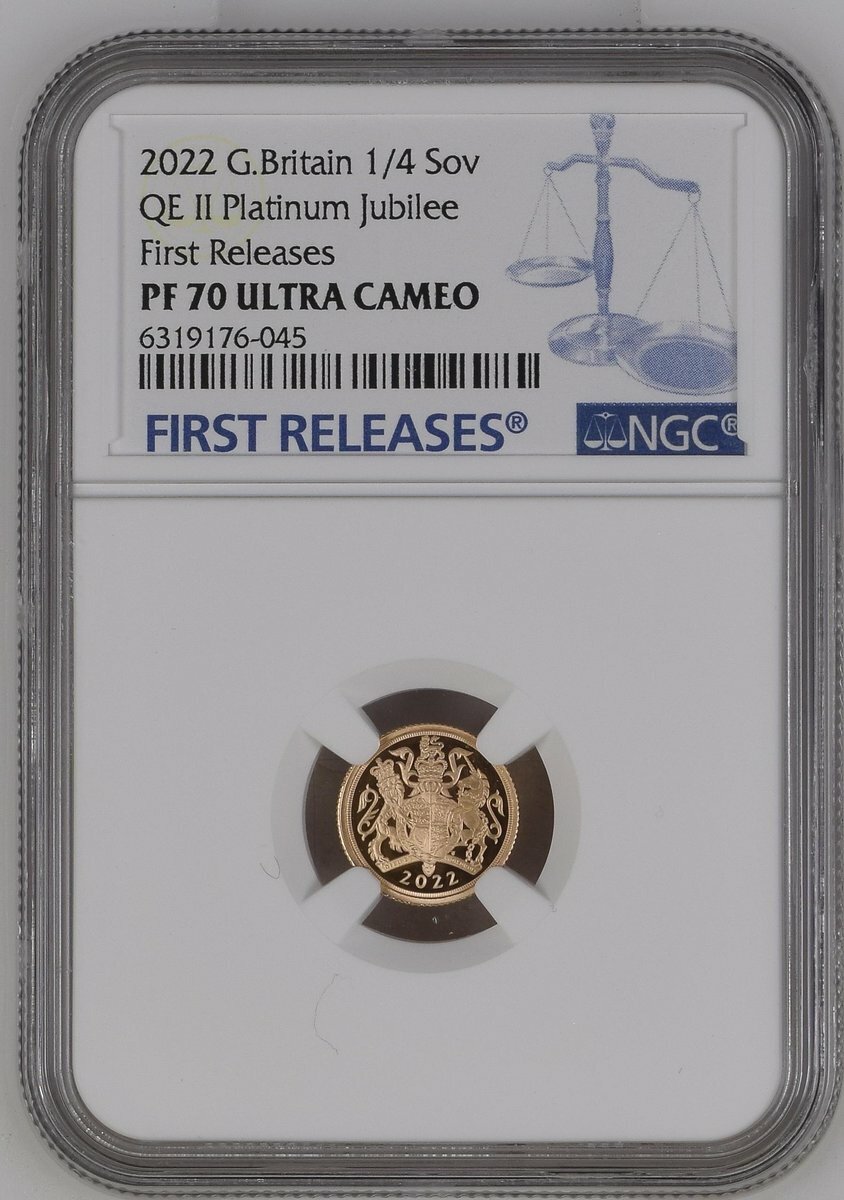 2022 G.Britain 1/4 Sov
QE II Platinum Jubilee
First Releases
PF 70 ULTRA CAMEO
6319176-045
FIRST RELEASES® NGC®
2022